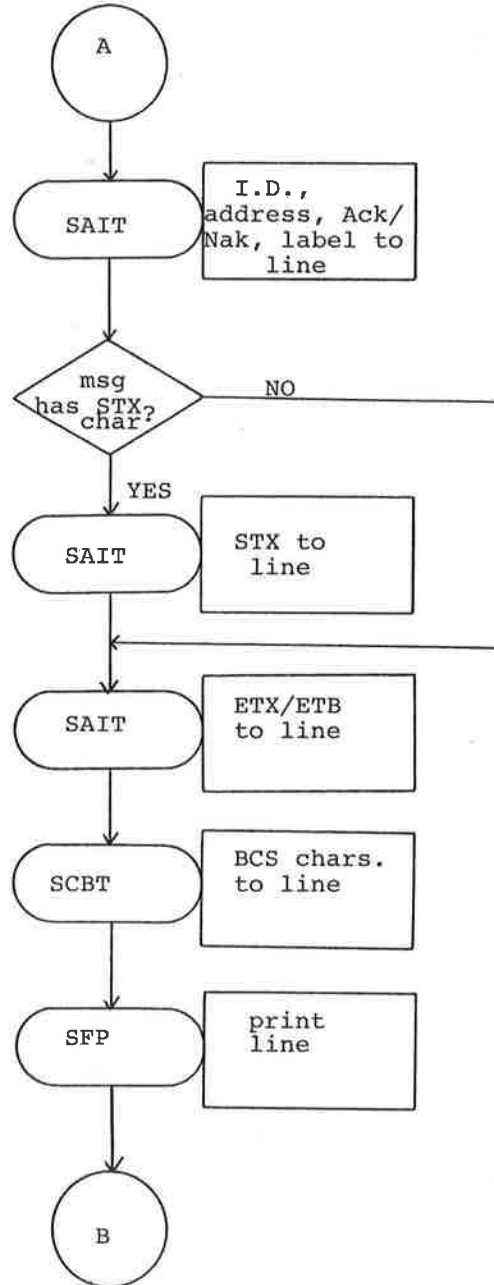 A
SAIT
I.D.,
address, Ack/
Nak, label to
line
msg
has STX
char?
NO
YES
SAIT
STX to
line
SAIT
ETX/ETB
to line
SCBT
BCS chars.
to line
SFP
print
line
B